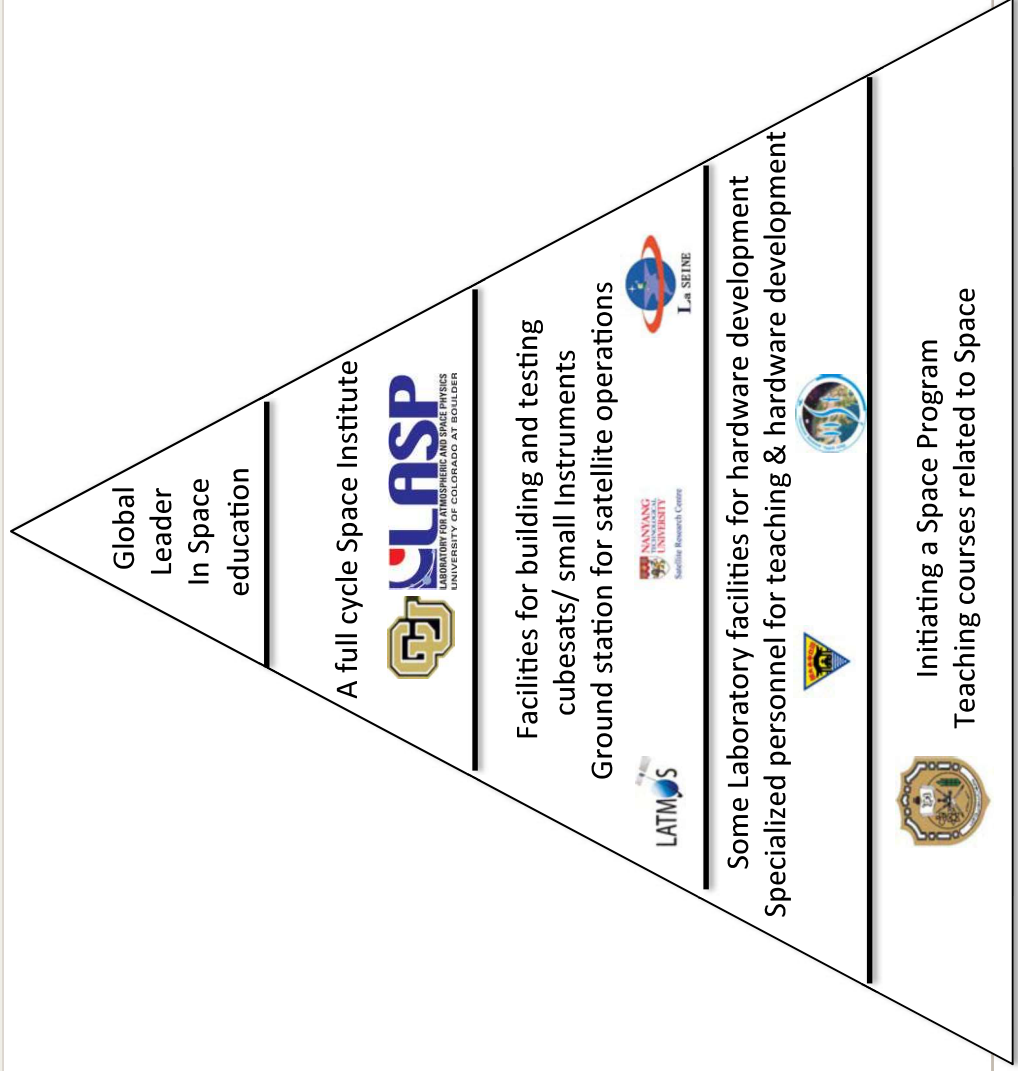 Global
Leader
In Space
education
A full cycle Space Institute
CU
LASP
LABORATORY FOR ATMOSPHERIC AND SPACE PHYSICS
UNIVERSITY OF COLORADO AT BOULDER
Facilities for building and testing
cubesats/ small Instruments
Ground station for satellite operations
LATMOS
NANYANG
TECHNOLOGICAL
UNIVERSITY
Satellite Research Centre
La SEINE
Some Laboratory facilities for hardware development
Specialized personnel for teaching & hardware development
Initiating a Space Program
Teaching courses related to Space